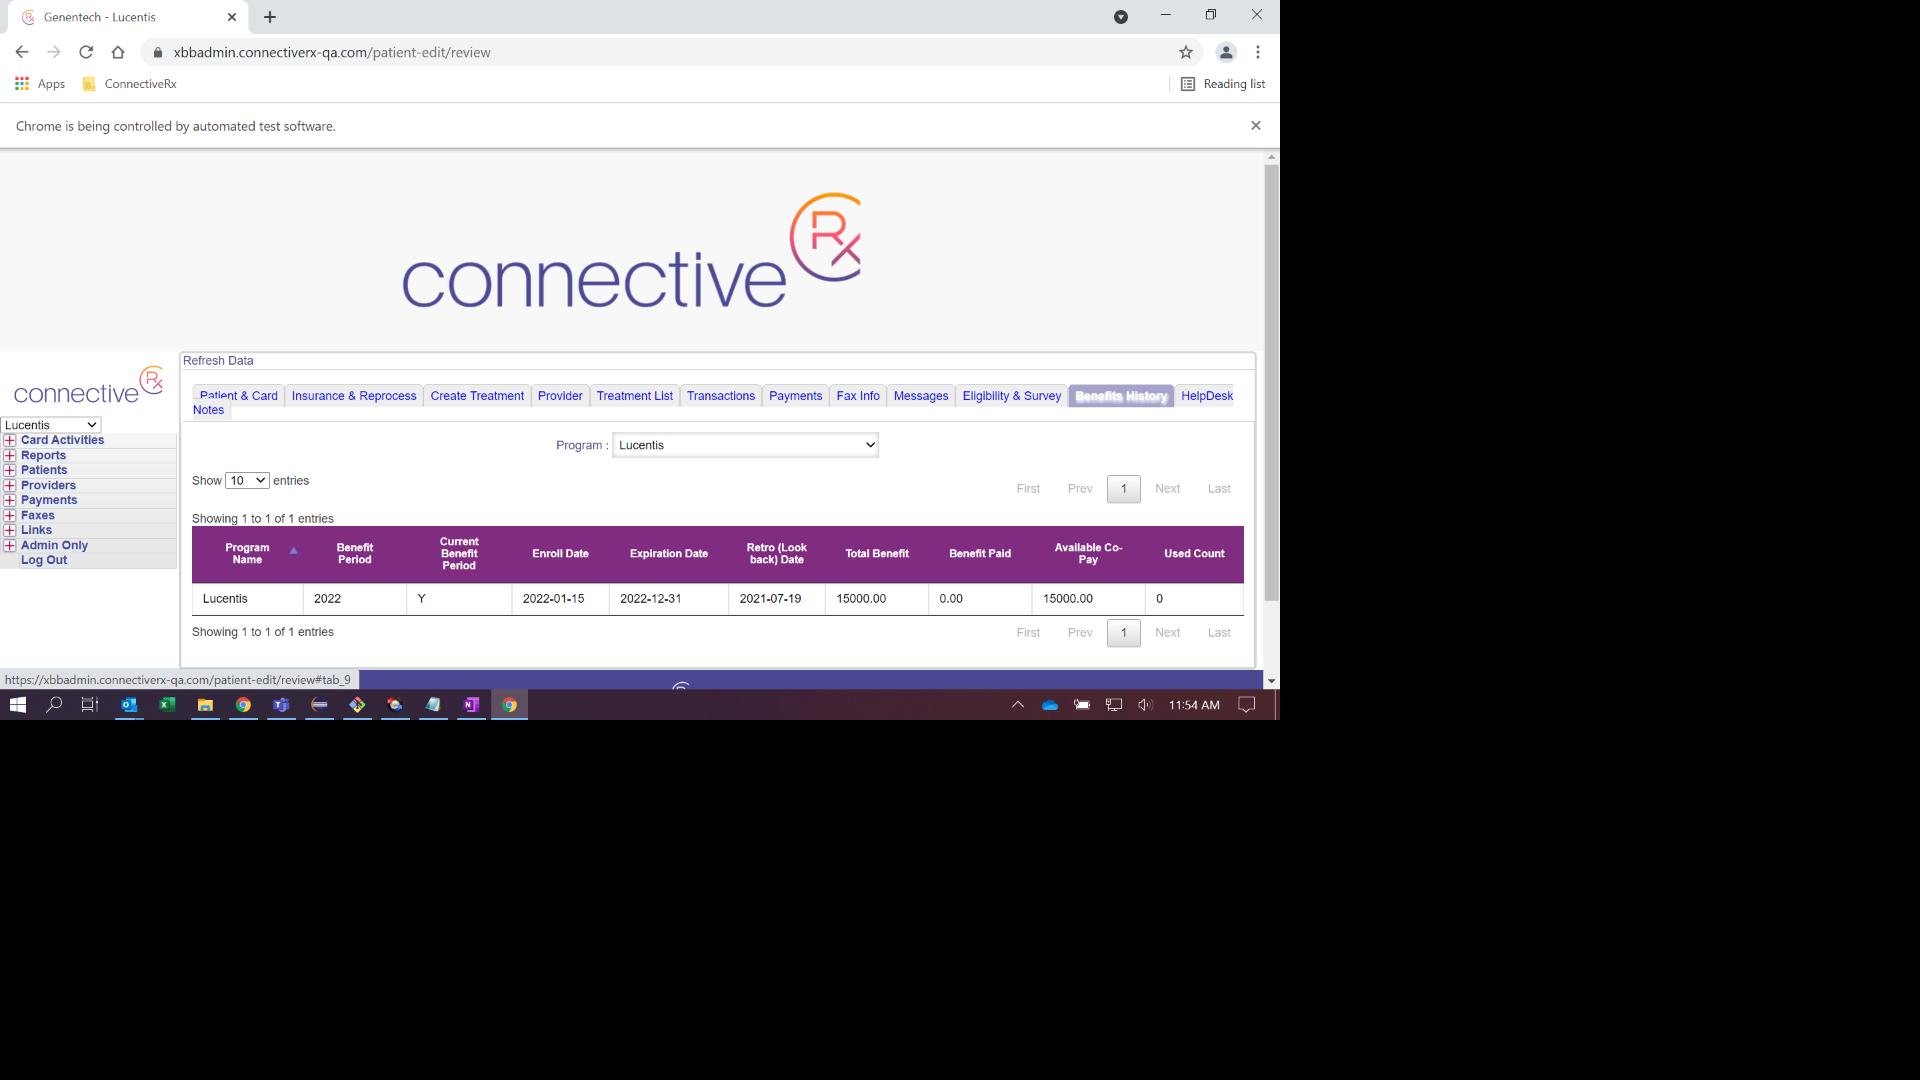 Genentech - Lucentis
xbbadmin.connectiverx-qa.com/patient-edit/review
Apps ConnectiveRx Reading list
Chrome is being controlled by automated test software.
connective Rx
connective Rx
Refresh Data
Patient & Card Insurance & Reprocess Create Treatment Provider Treatment List Transactions Payments Fax Info Messages Eligibility & Survey Benefits History HelpDesk
Notes
Lucentis
Card Activities
Reports
Patients
Providers
Payments
Faxes
Links
Admin Only
Log Out
Program : Lucentis
Show 10 entries
First Prev 1 Next Last
Showing 1 to 1 of 1 entries
Program Name Benefit Period Current Benefit Period Enroll Date Expiration Date Retro (Look back) Date Total Benefit Benefit Paid Available Co-Pay Used Count
Lucentis 2022 Y 2022-01-15 2022-12-31 2021-07-19 15000.00 0.00 15000.00 0
Showing 1 to 1 of 1 entries
First Prev 1 Next Last
https://xbbadmin.connectiverx-qa.com/patient-edit/review#tab_9
11:54 AM